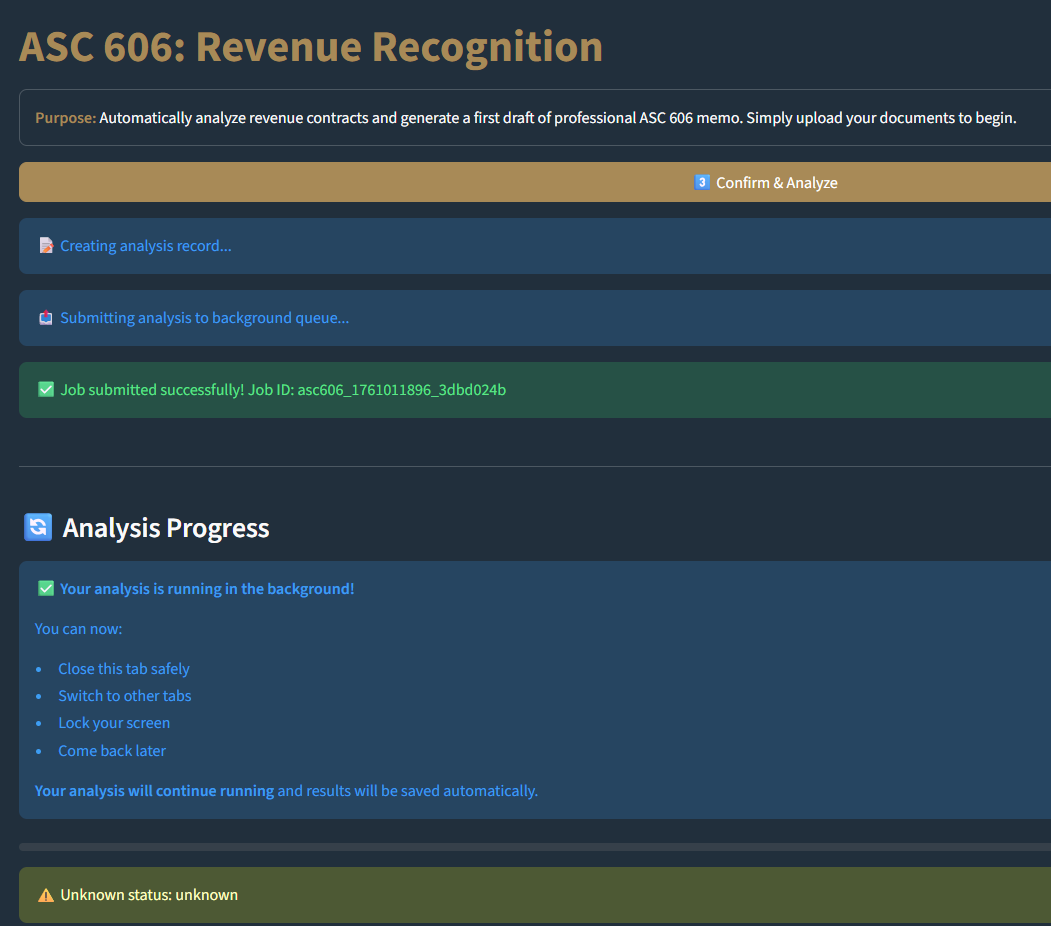 ASC 606: Revenue Recognition
Purpose: Automatically analyze revenue contracts and generate a first draft of professional ASC 606 memo. Simply upload your documents to begin.
3 Confirm & Analyze
Creating analysis record...
Submitting analysis to background queue...
Job submitted successfully! Job ID: asc606_1761011896_3dbd024b
Analysis Progress
Your analysis is running in the background!
You can now:
Close this tab safely
Switch to other tabs
Lock your screen
Come back later
Your analysis will continue running and results will be saved automatically.
Unknown status: unknown